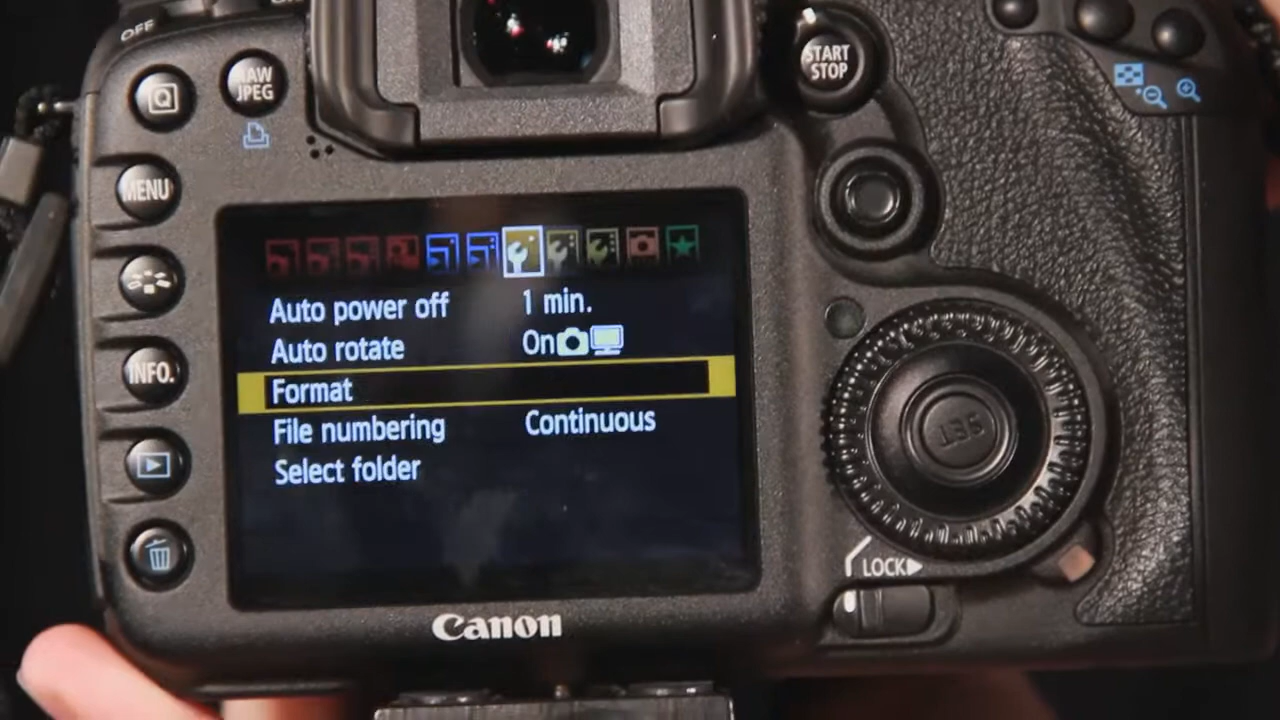 OFF
Q
RAW
JPEG
START
STOP
MENU
INFO.
Auto power off 1 min.
Auto rotate On
Format
File numbering Continuous
Select folder
SET
LOCK
Canon